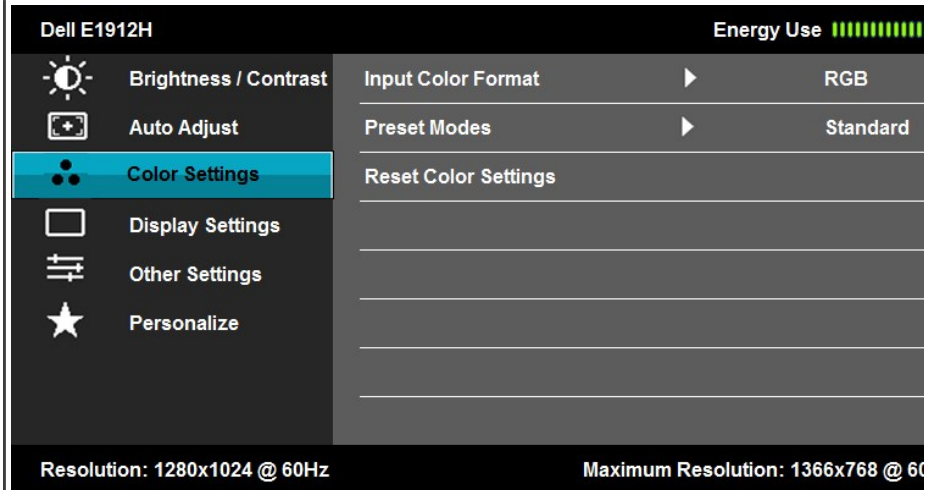 Dell E1912H Energy Use
Brightness / Contrast Input Color Format RGB
Auto Adjust Preset Modes Standard
Color Settings Reset Color Settings
Display Settings
Other Settings
Personalize
Resolution: 1280x1024 @ 60Hz Maximum Resolution: 1366x768 @